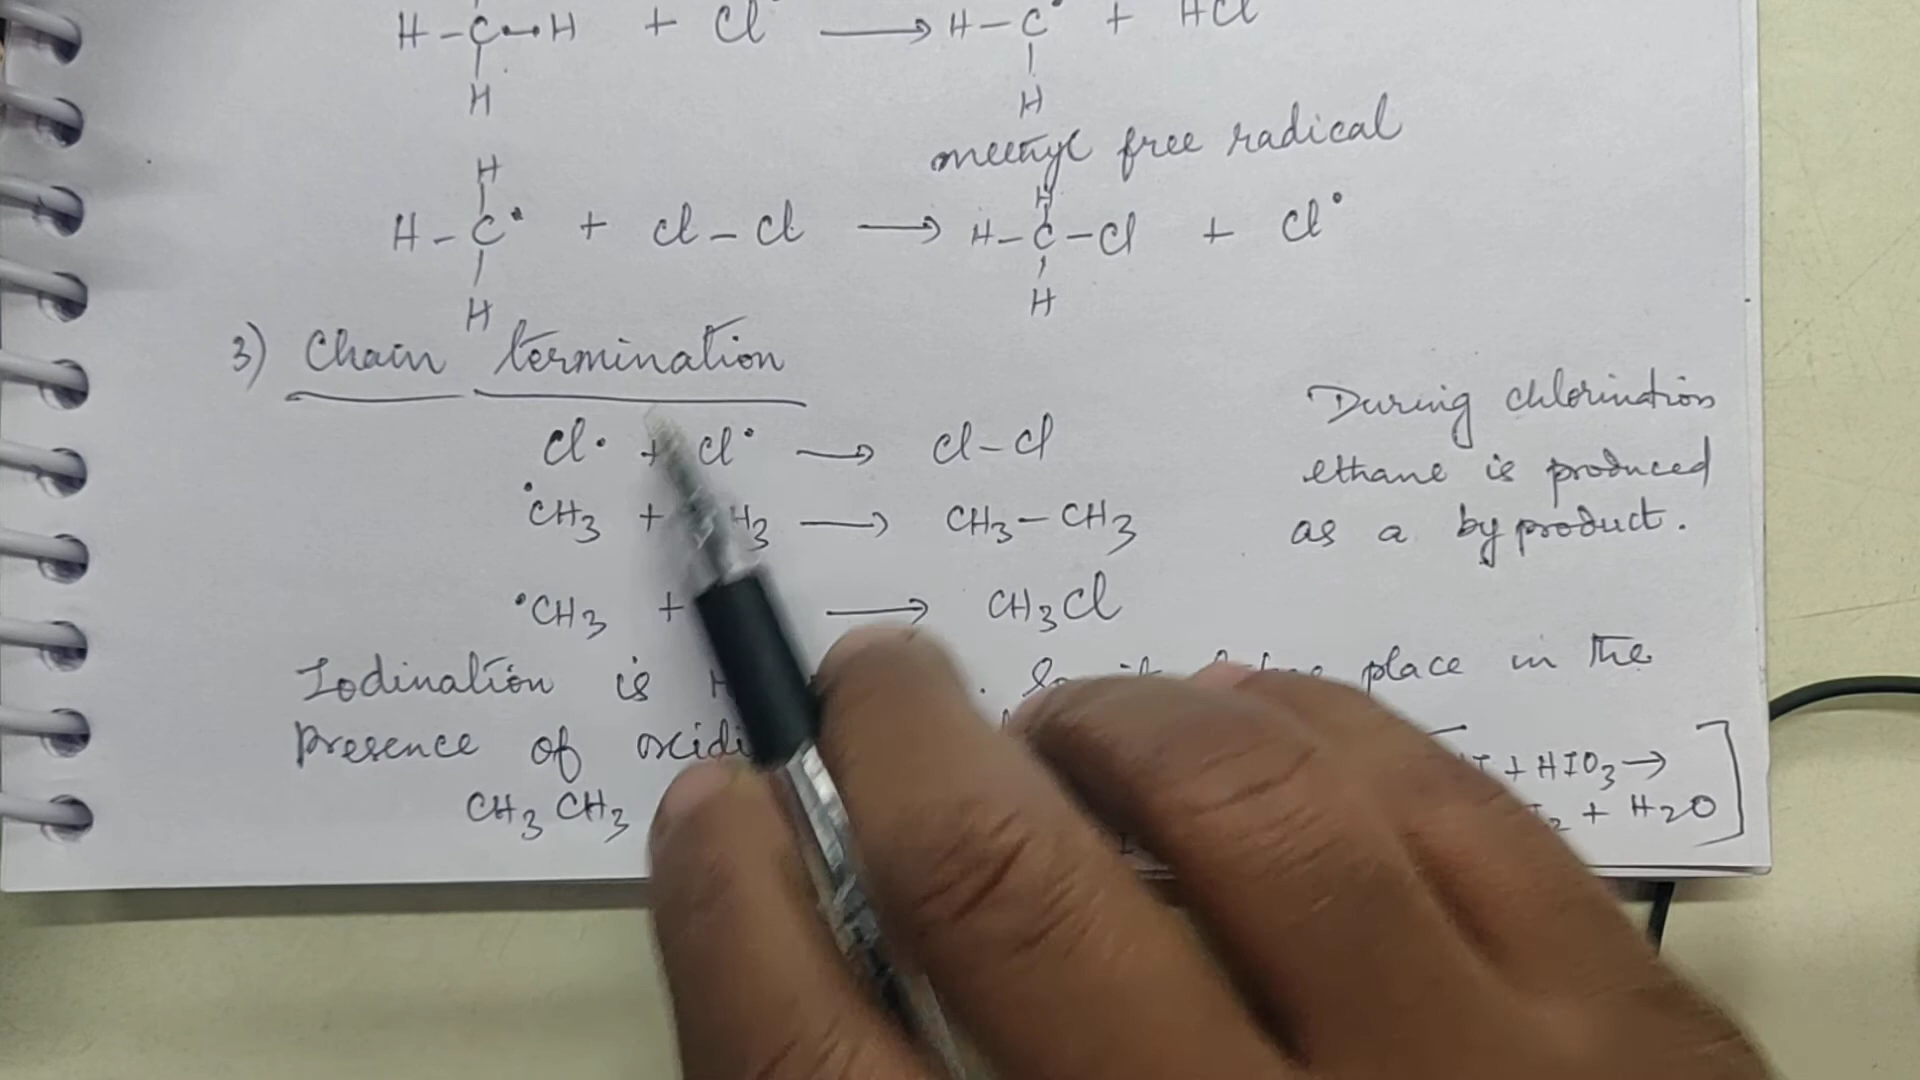 H-C-H + Cl → H-C• + HCl
H H
methyl free radical
H H
H-C• + Cl-Cl → H-C-Cl + Cl•
H H
3) Chain termination
Cl• + Cl• → Cl-Cl
•CH3 + H3 → CH3-CH3
•CH3 + → CH3Cl
During chlorination
ethane is produced
as a by product.
Iodination is place in the
presence of
+ HIO3 →
CH3 CH3 + H2O